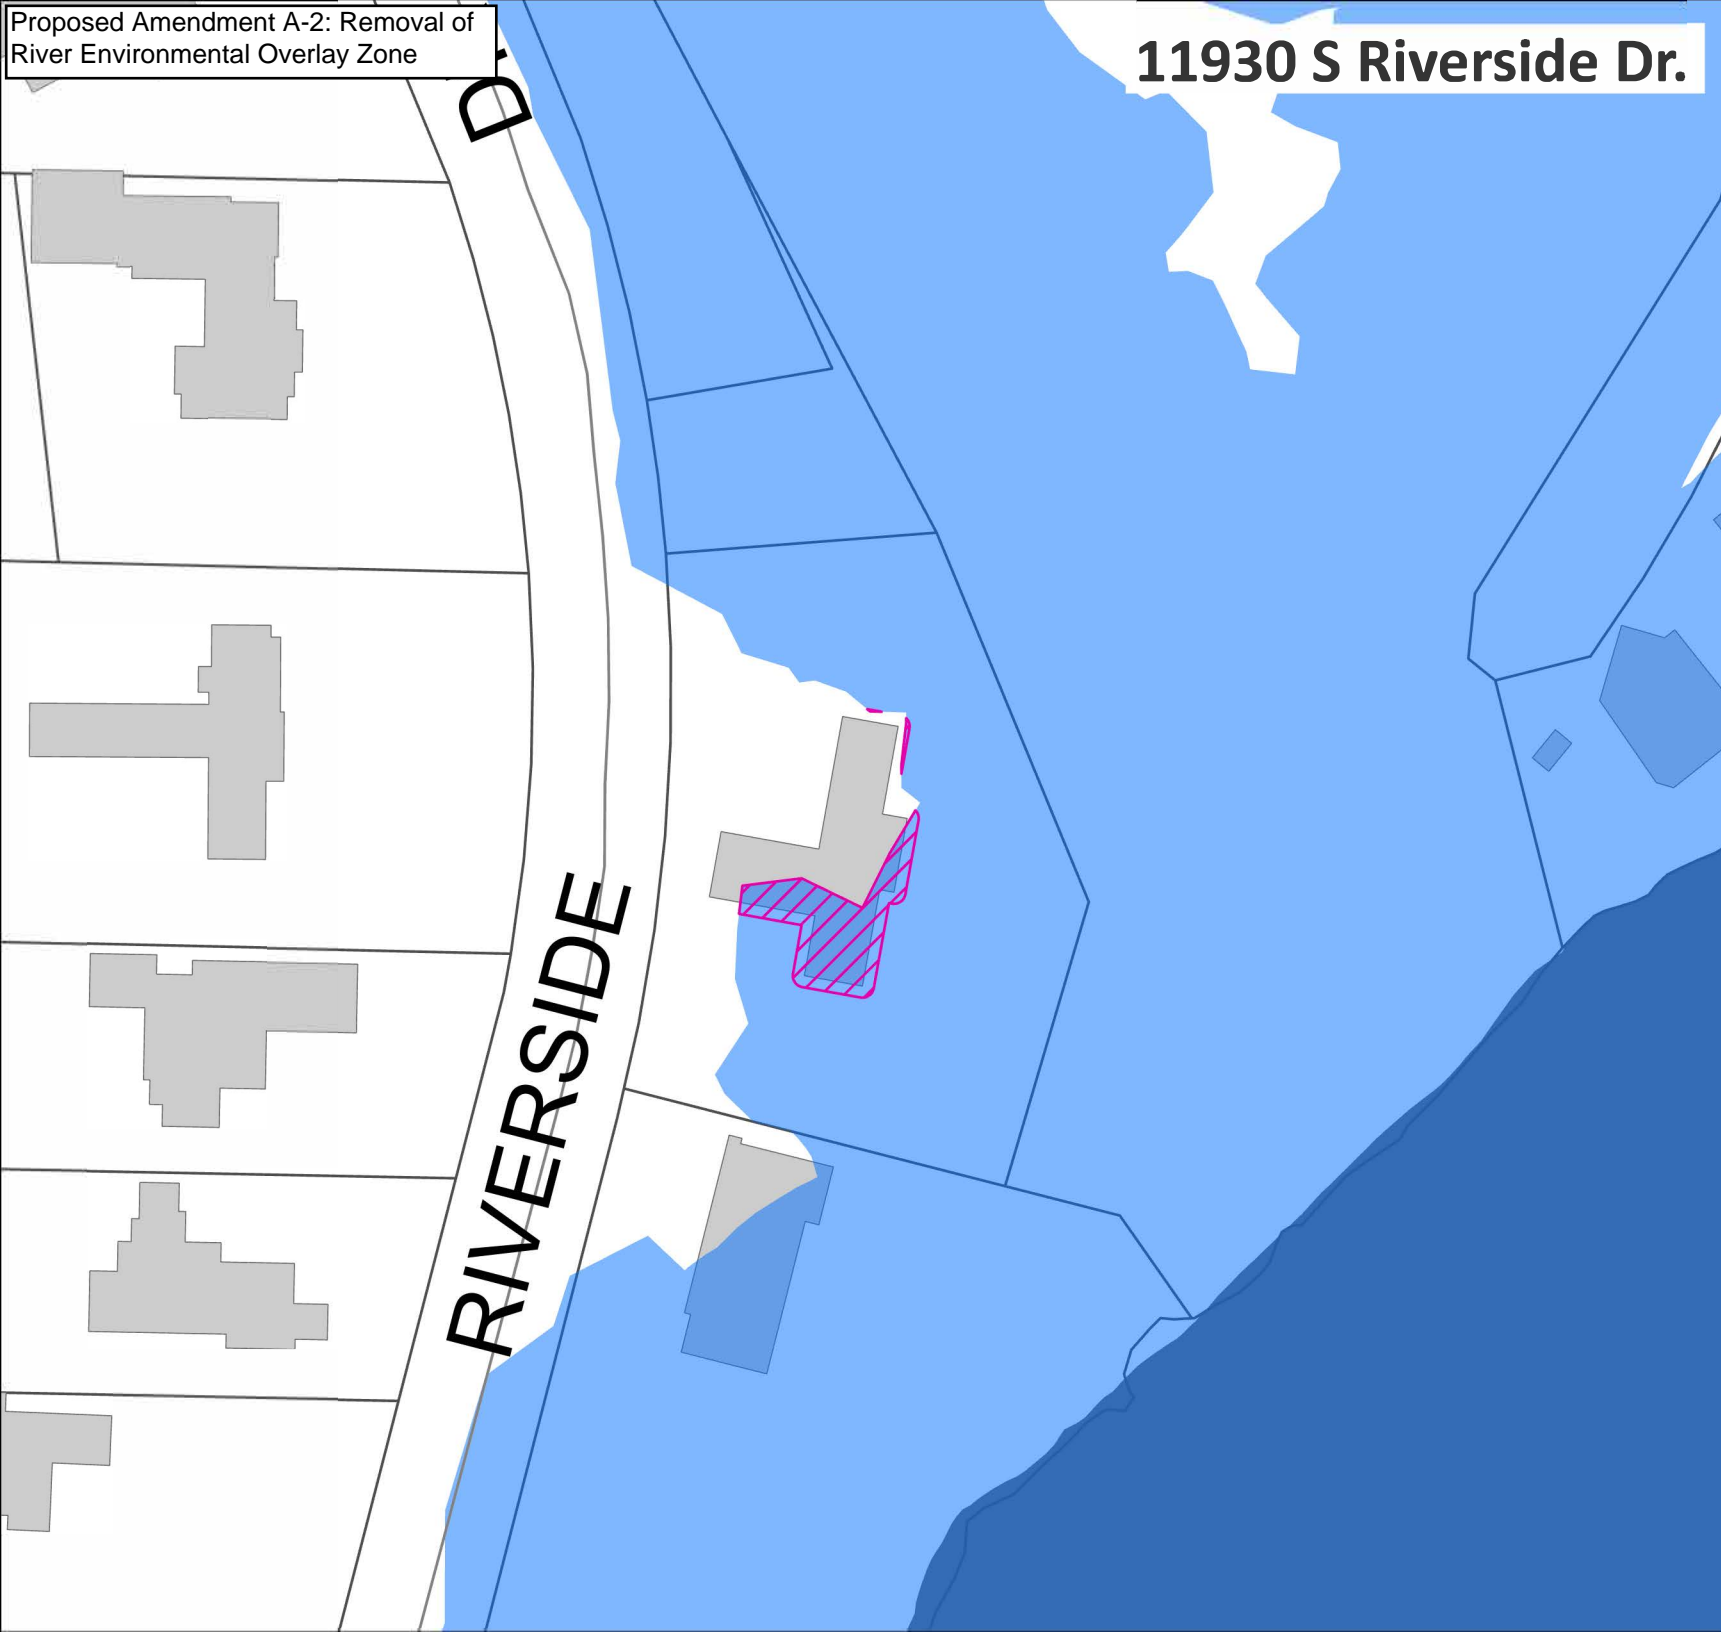 Proposed Amendment A-2: Removal of
River Environmental Overlay Zone
11930 S Riverside Dr.
RIVERSIDE